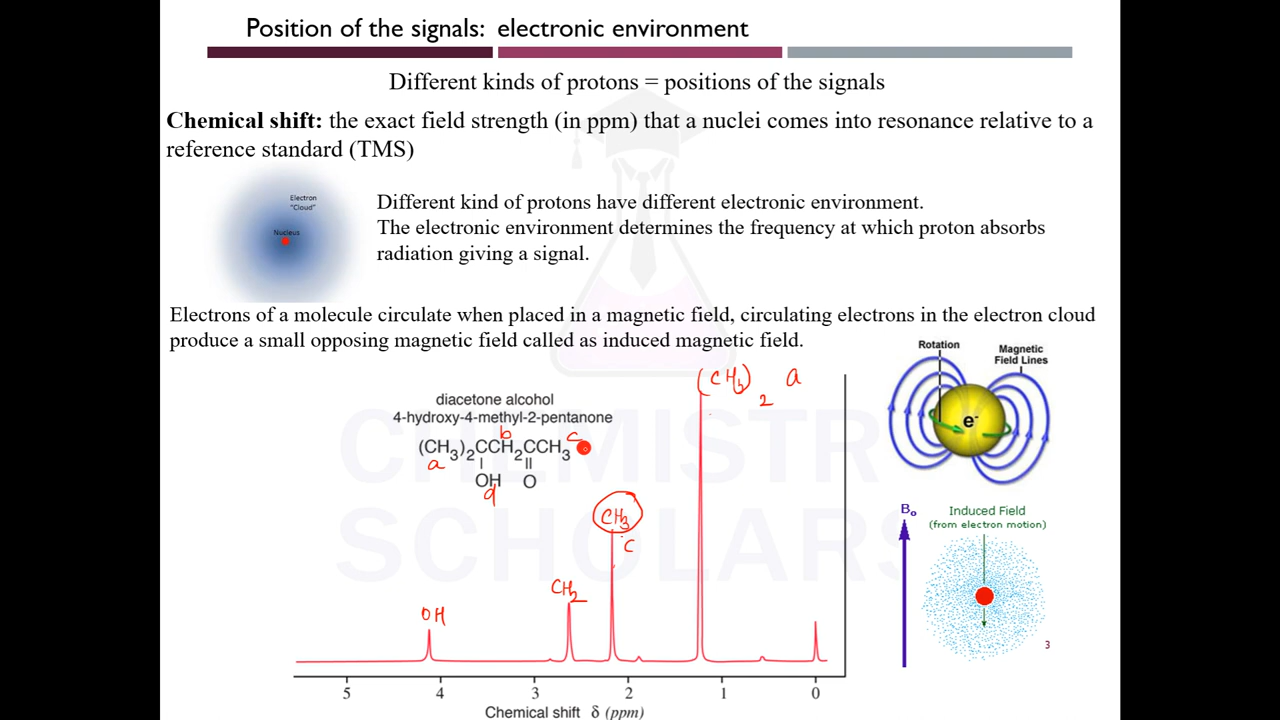 Position of the signals: electronic environment
Different kinds of protons = positions of the signals
Chemical shift: the exact field strength (in ppm) that a nuclei comes into resonance relative to a
reference standard (TMS)
Electron
"Cloud"
Nucleus
Different kind of protons have different electronic environment.
The electronic environment determines the frequency at which proton absorbs
radiation giving a signal.
Electrons of a molecule circulate when placed in a magnetic field, circulating electrons in the electron cloud
produce a small opposing magnetic field called as induced magnetic field.
Rotation
Magnetic
Field Lines
e-
(CH3)2 a
diacetone alcohol
4-hydroxy-4-methyl-2-pentanone
b c
(CH3)2CCH2CCH3
a
OH O
d
CH3
c
CH2
OH
Bo
Induced Field
(from electron motion)
3
5 4 3 2 1 0
Chemical shift δ (ppm)
CHEMISTR
SCHOLARS